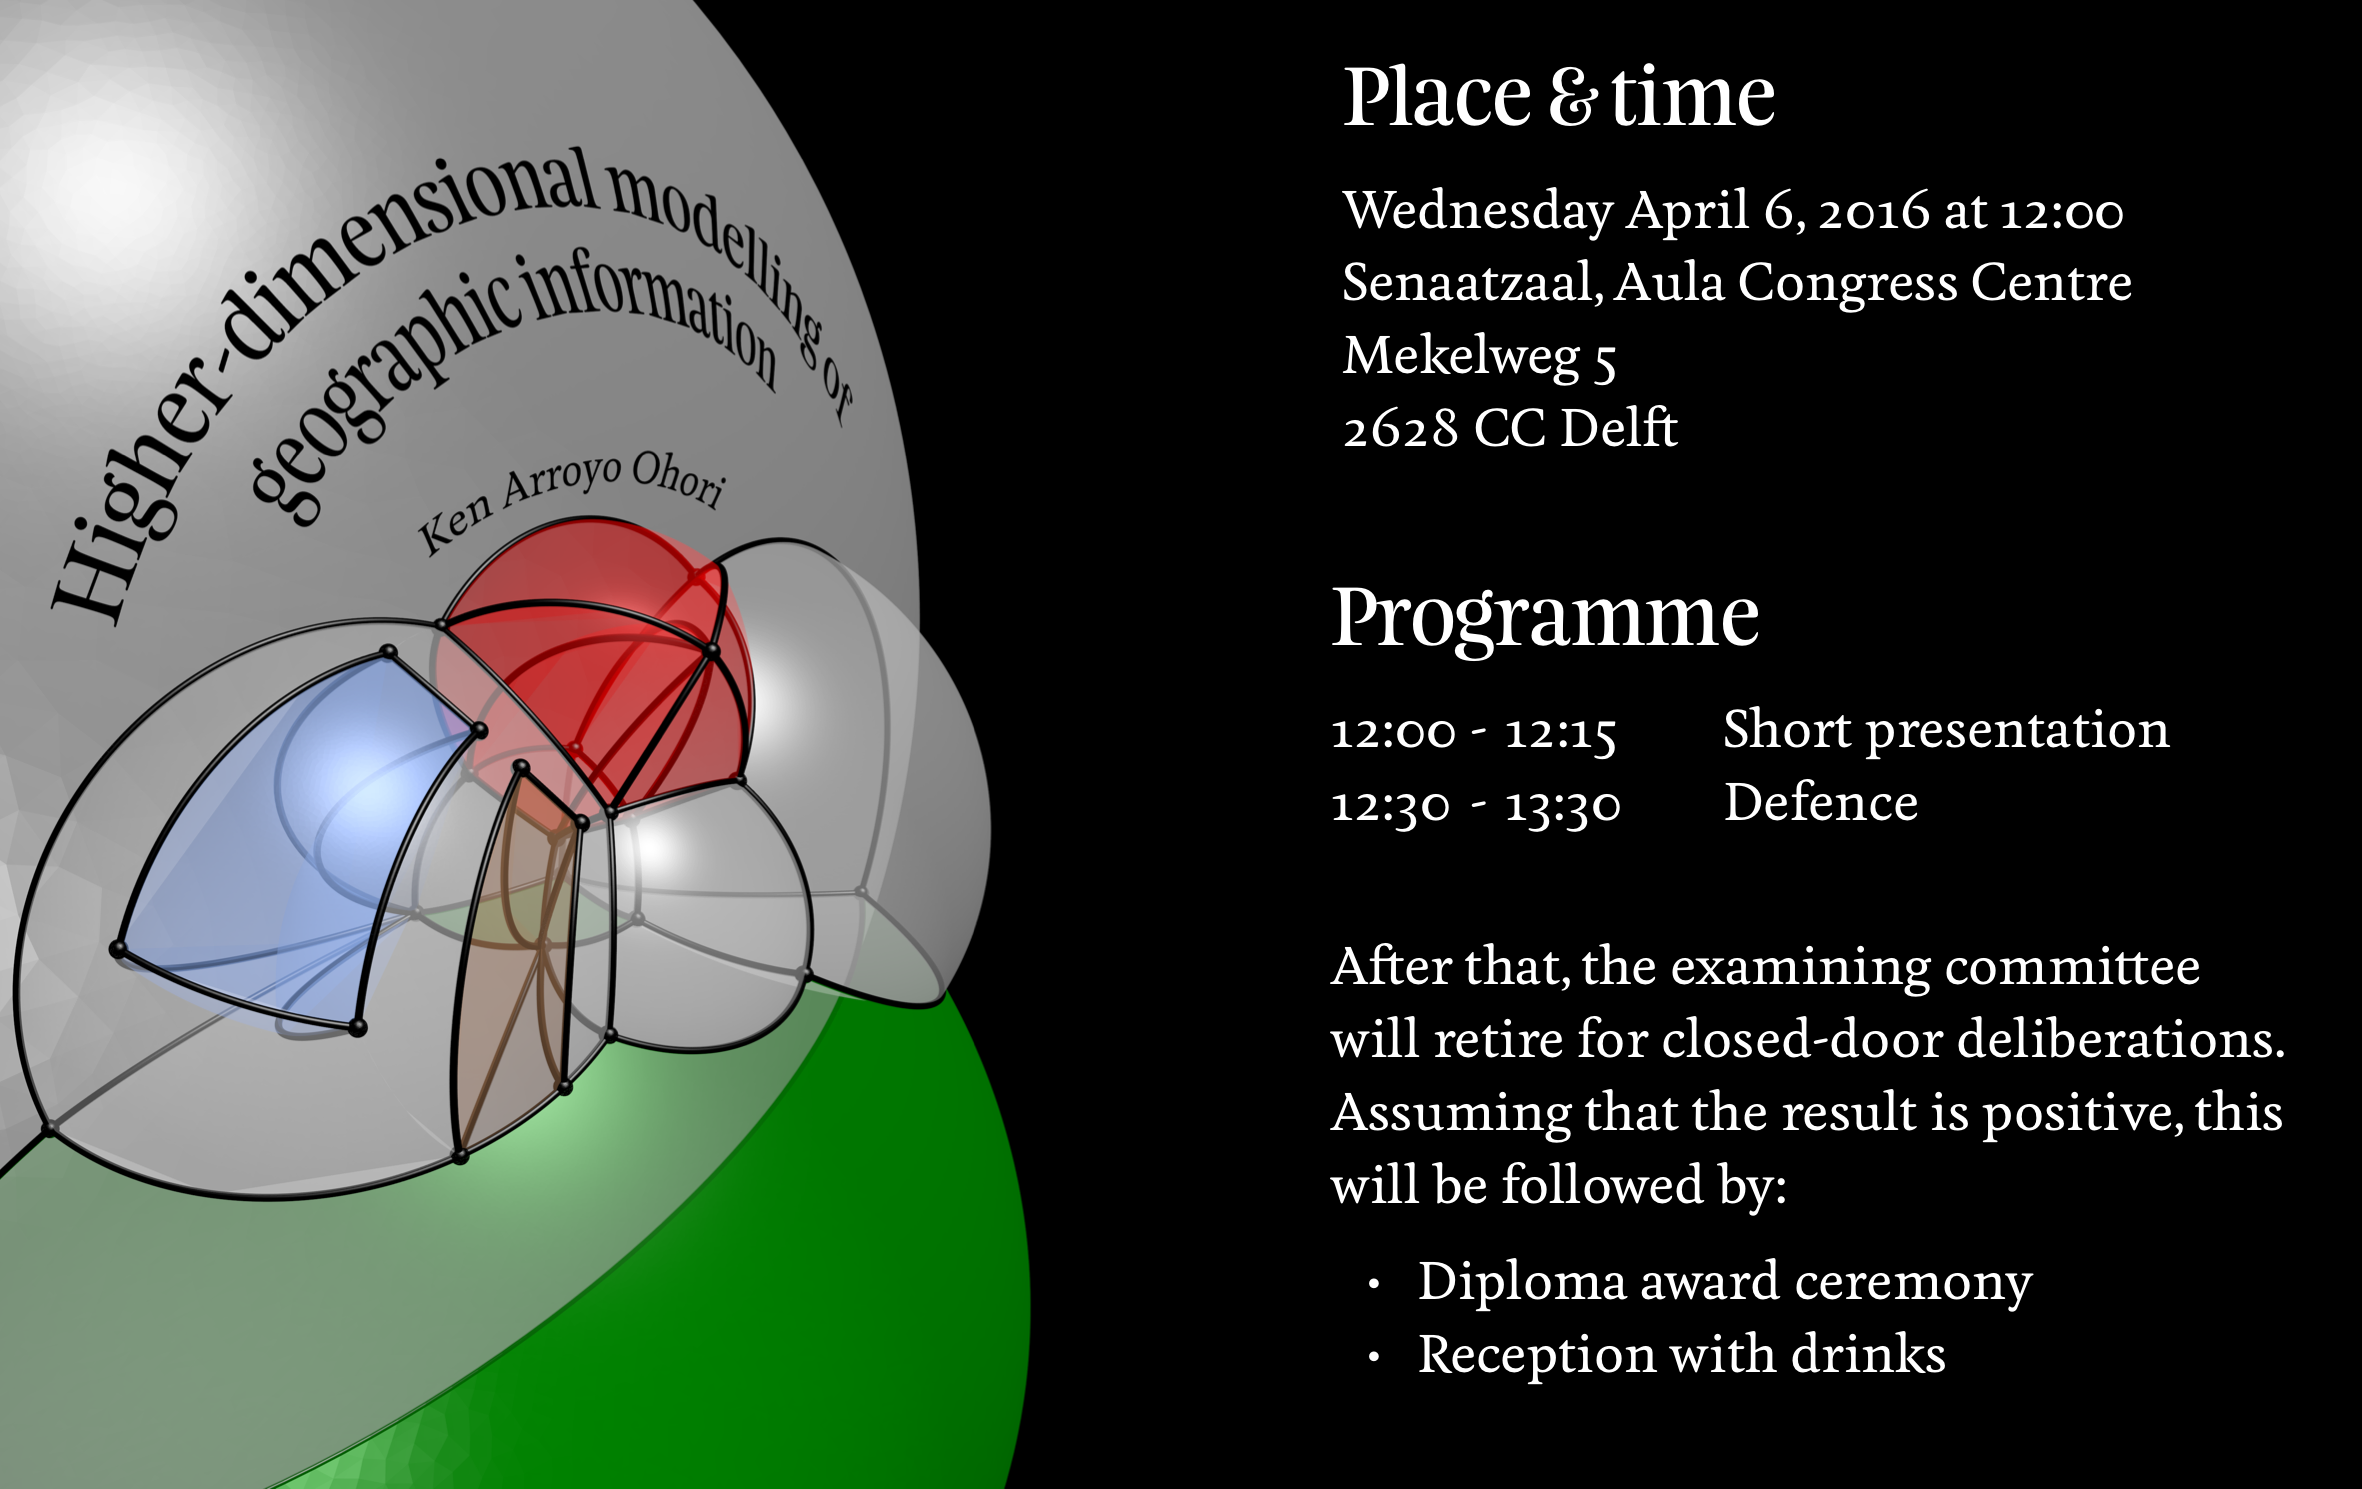 Higher-dimensional modelling of
geographic information
Ken Arroyo Ohori
Place & time
Wednesday April 6, 2016 at 12:00
Senaatzaal, Aula Congress Centre
Mekelweg 5
2628 CC Delft
Programme
12:00 - 12:15 Short presentation
12:30 - 13:30 Defence
After that, the examining committee
will retire for closed-door deliberations.
Assuming that the result is positive, this
will be followed by:
• Diploma award ceremony
• Reception with drinks